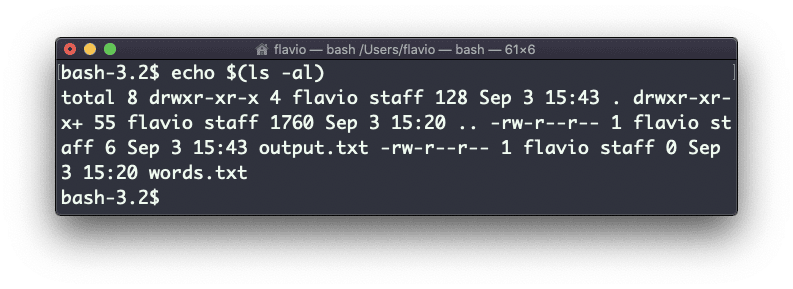 flavio — bash /Users/flavio — bash — 61×6
bash-3.2$ echo $(ls -al)
total 8 drwxr-xr-x 4 flavio staff 128 Sep 3 15:43 . drwxr-xr-
x+ 55 flavio staff 1760 Sep 3 15:20 .. -rw-r--r-- 1 flavio st
aff 6 Sep 3 15:43 output.txt -rw-r--r-- 1 flavio staff 0 Sep
3 15:20 words.txt
bash-3.2$